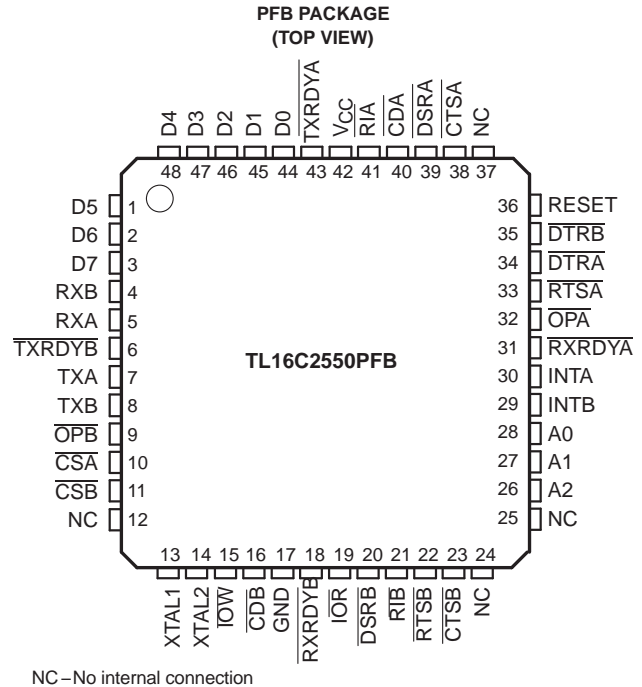 PFB PACKAGE
(TOP VIEW)
D4 D3 D2 D1 D0 TXRDYA VCC RIA CDA DSRA CTSA NC
48 47 46 45 44 43 42 41 40 39 38 37
D5 1
D6 2
D7 3
RXB 4
RXA 5
TXRDYB 6
TXA 7
TXB 8
OPB 9
CSA 10
CSB 11
NC 12
TL16C2550PFB
36 RESET
35 DTRB
34 DTRA
33 RTSA
32 OPA
31 RXRDYA
30 INTA
29 INTB
28 A0
27 A1
26 A2
25 NC
13 14 15 16 17 18 19 20 21 22 23 24
XTAL1 XTAL2 IOW CDB GND RXRDYB IOR DSRB RIB RTSB CTSB NC
NC–No internal connection